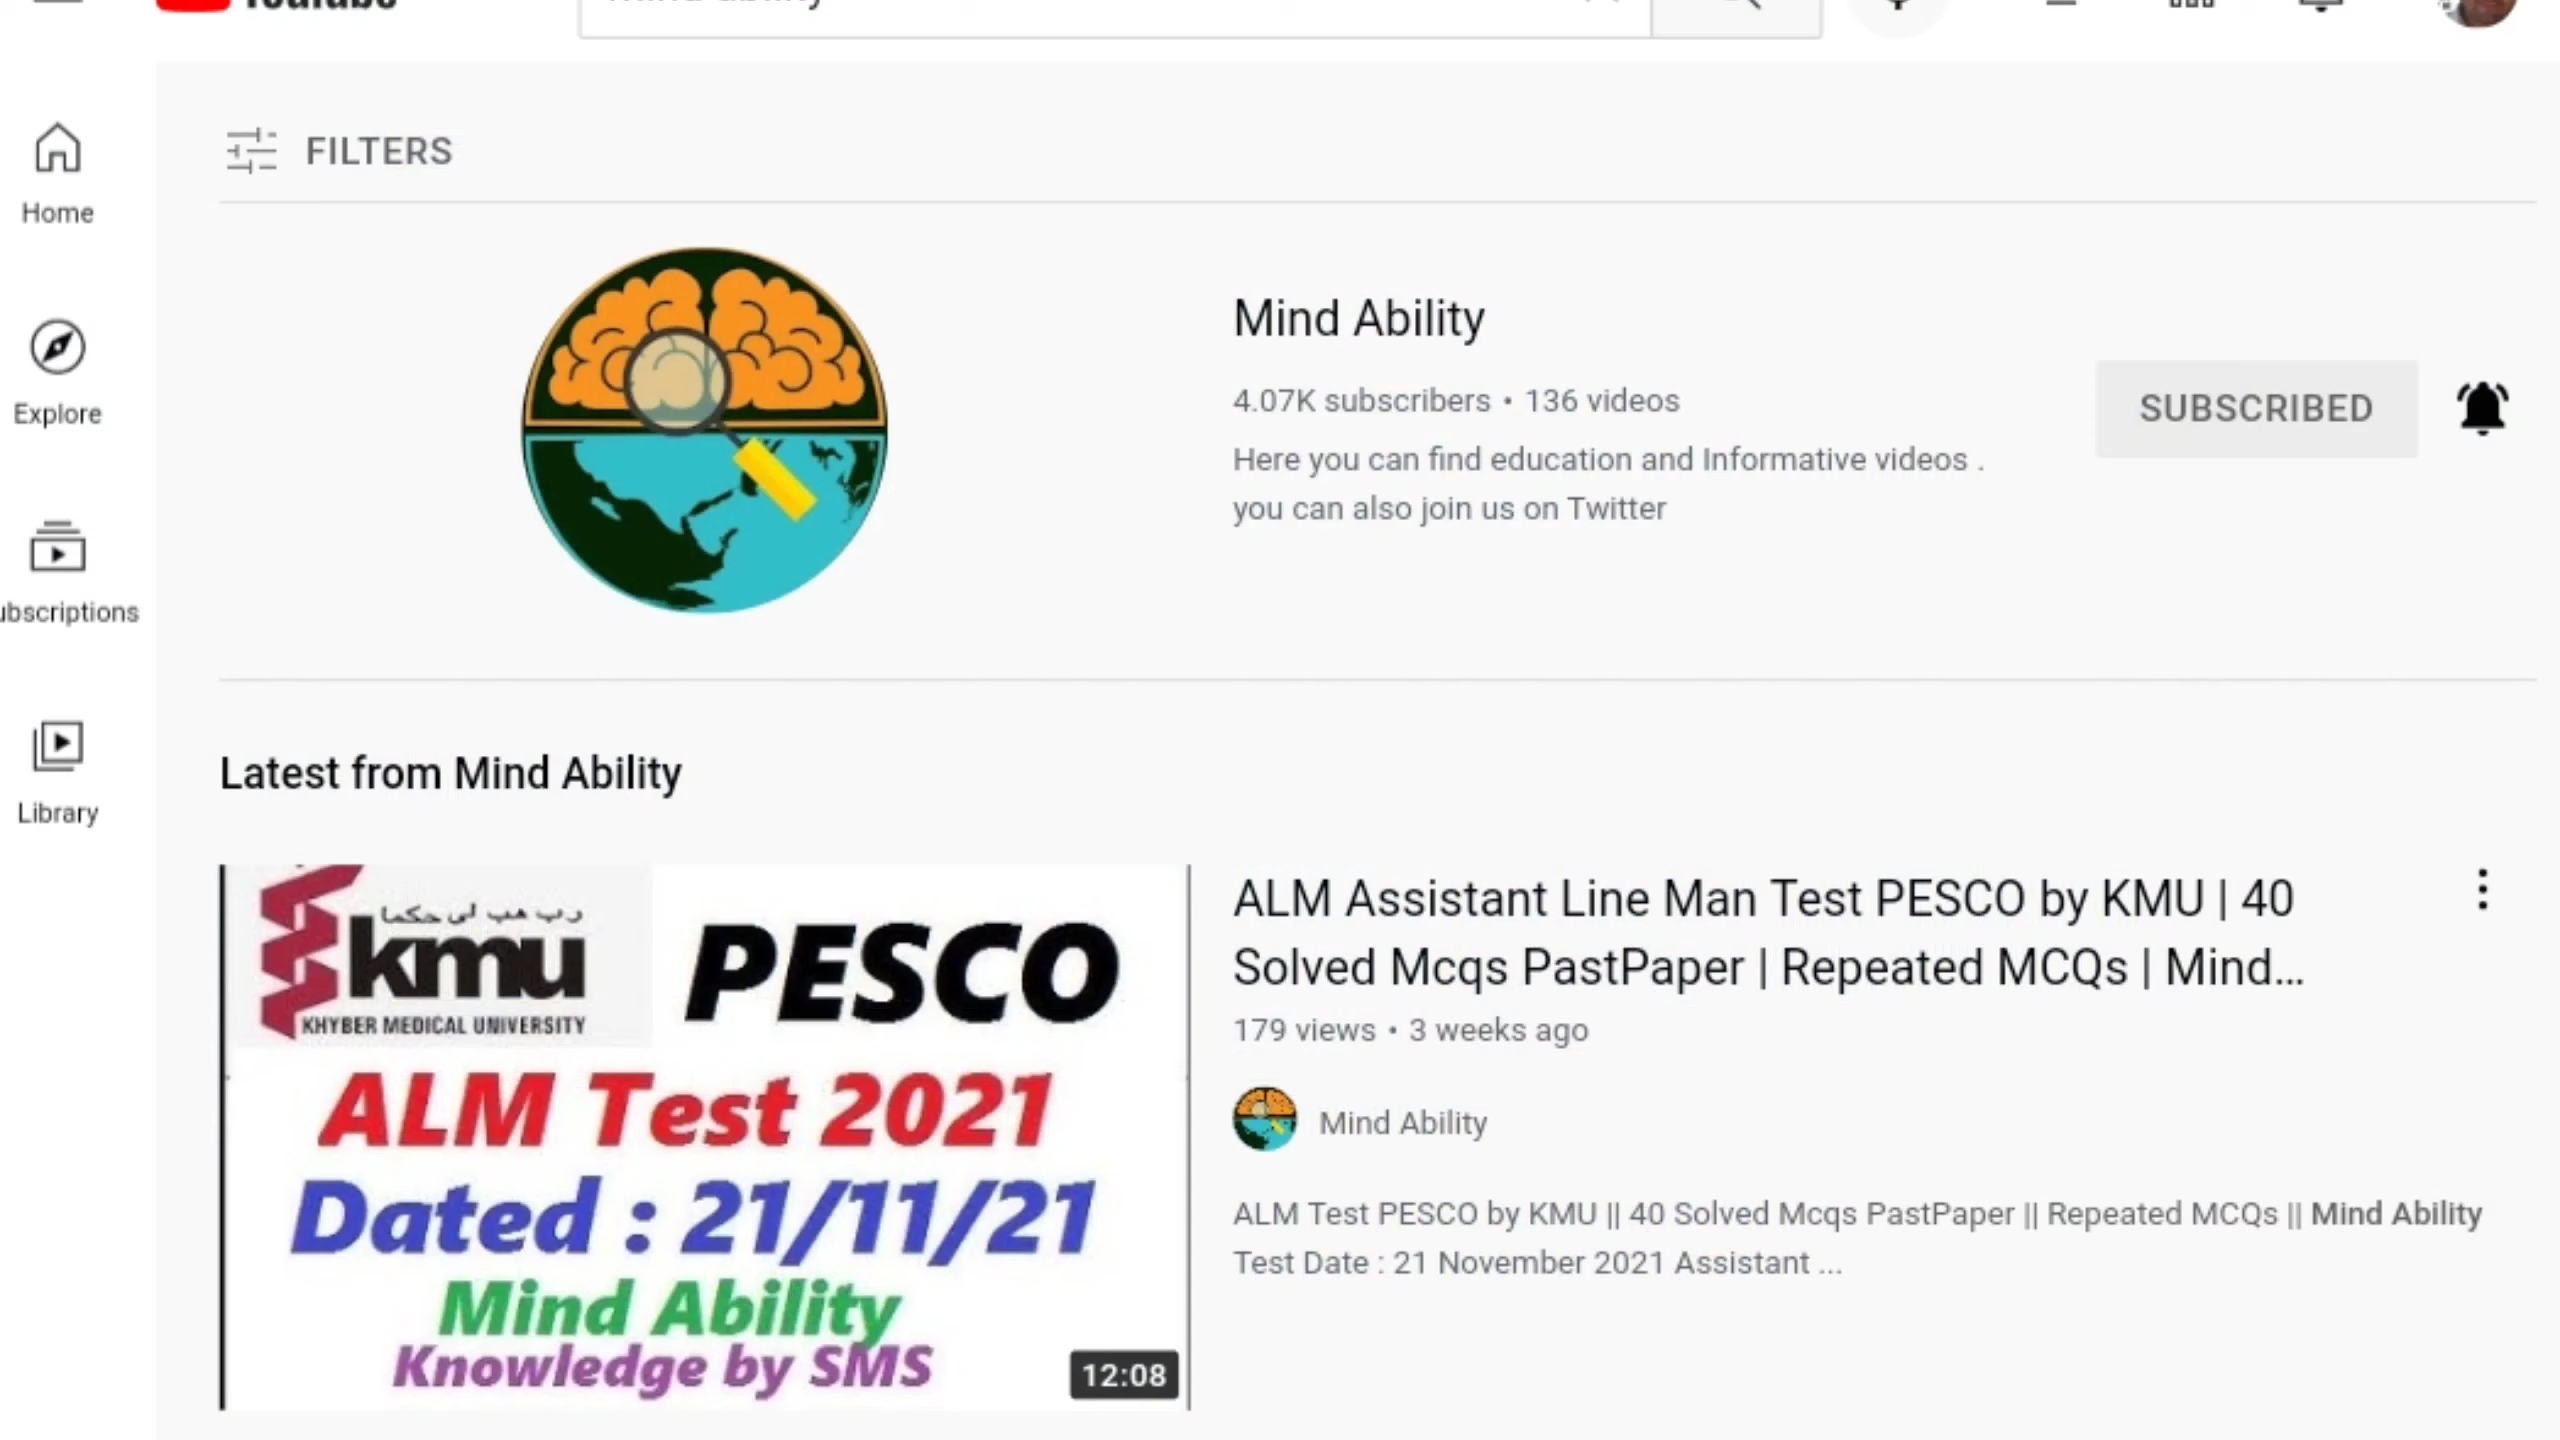 YouTube
mind ability
FILTERS
Home
Explore
ubscriptions
Library
Mind Ability
4.07K subscribers • 136 videos
Here you can find education and Informative videos .
you can also join us on Twitter
SUBSCRIBED
Latest from Mind Ability
kmu
KHYBER MEDICAL UNIVERSITY
PESCO
ALM Test 2021
Dated : 21/11/21
Mind Ability
Knowledge by SMS
12:08
ALM Assistant Line Man Test PESCO by KMU | 40
Solved Mcqs PastPaper | Repeated MCQs | Mind...
179 views • 3 weeks ago
Mind Ability
ALM Test PESCO by KMU || 40 Solved Mcqs PastPaper || Repeated MCQs || Mind Ability
Test Date : 21 November 2021 Assistant ...